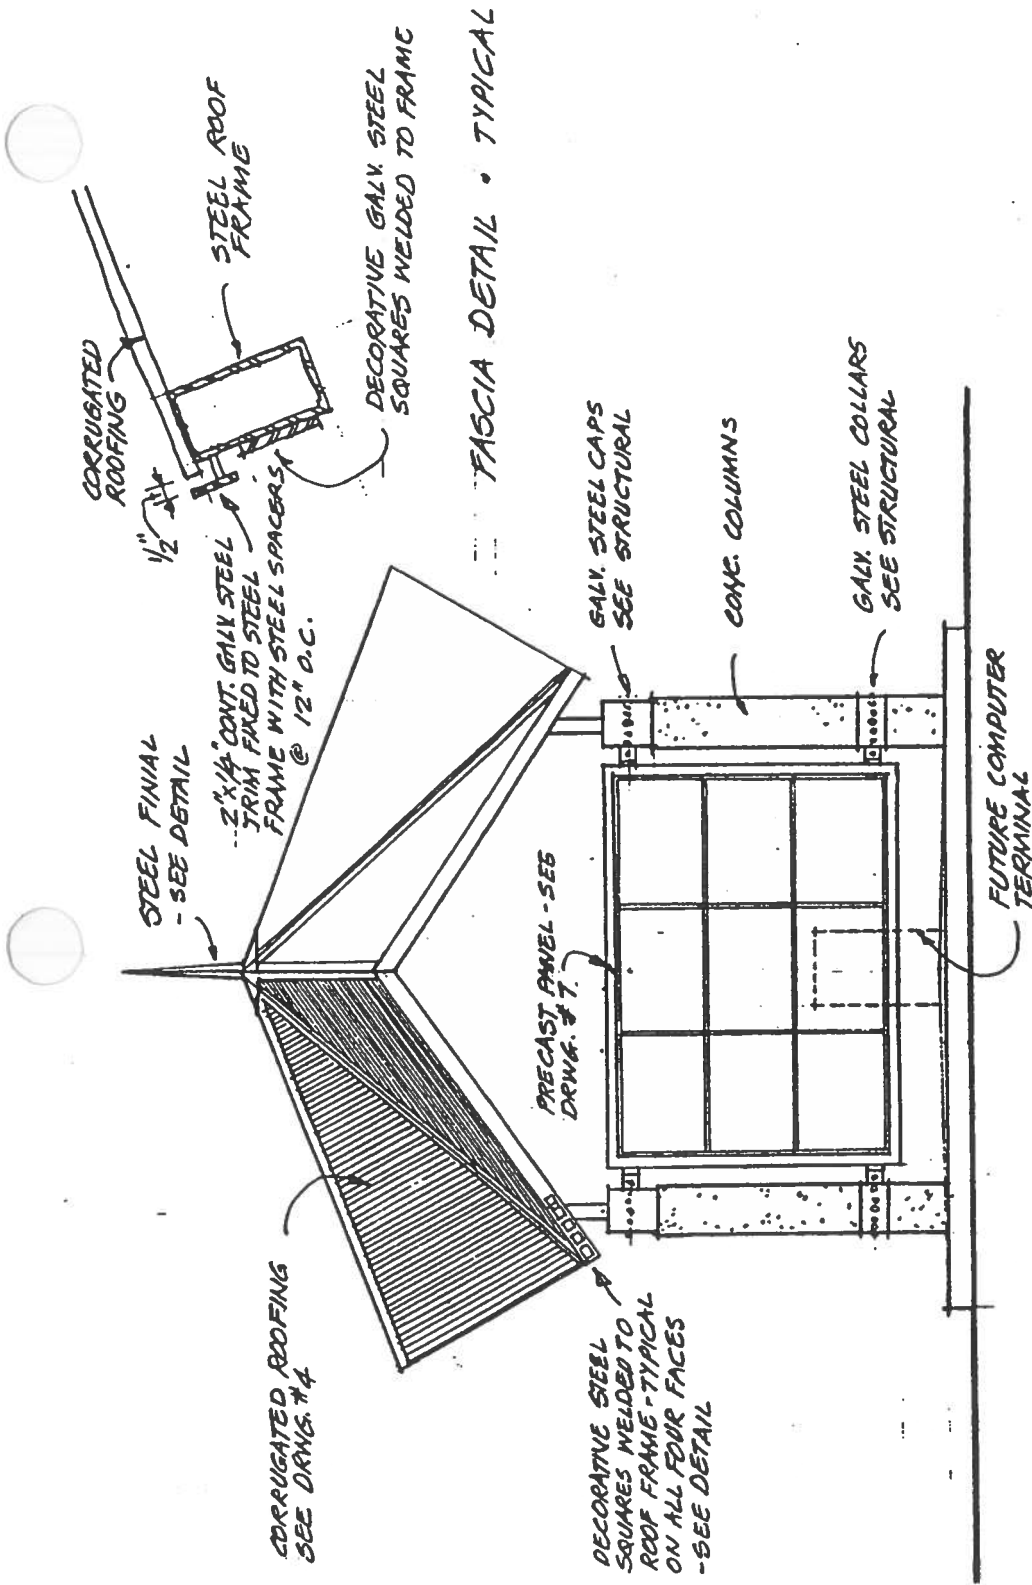 CORRUGATED ROOFING
SEE DRWG. #4
STEEL FINIAL
- SEE DETAIL
CORRUGATED
ROOFING
1/2"
STEEL ROOF
FRAME
2"x1/4" CONT. GALV. STEEL
TRIM FIXED TO STEEL
FRAME WITH STEEL SPACERS
@ 12" O.C.
DECORATIVE GALV. STEEL
SQUARES WELDED TO FRAME
FASCIA DETAIL • TYPICAL
PRECAST PANEL - SEE
DRWG. #7.
GALV. STEEL CAPS
SEE STRUCTURAL
CONC. COLUMNS
GALV. STEEL COLLARS
SEE STRUCTURAL
DECORATIVE STEEL
SQUARES WELDED TO
ROOF FRAME - TYPICAL
ON ALL FOUR FACES
- SEE DETAIL
FUTURE COMPUTER
TERMINAL